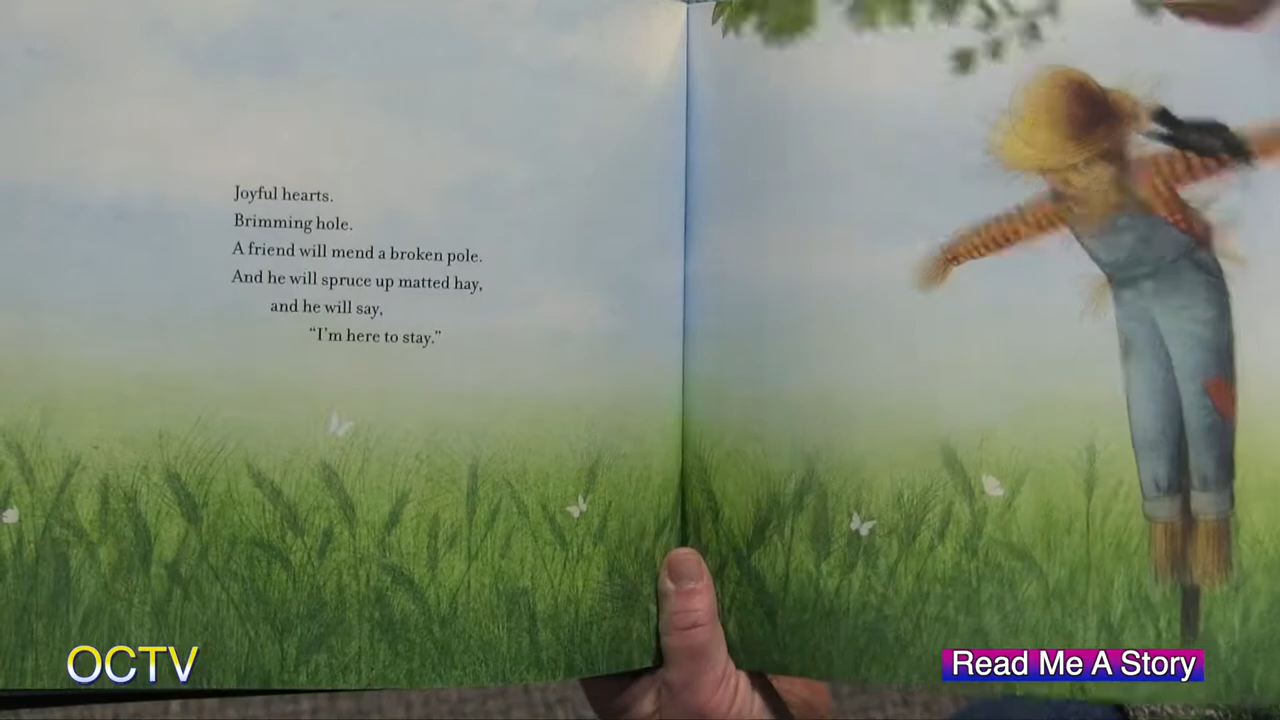 Joyful hearts.
Brimming hole.
A friend will mend a broken pole.
And he will spruce up matted hay,
and he will say,
“I’m here to stay.”
OCTV
Read Me A Story